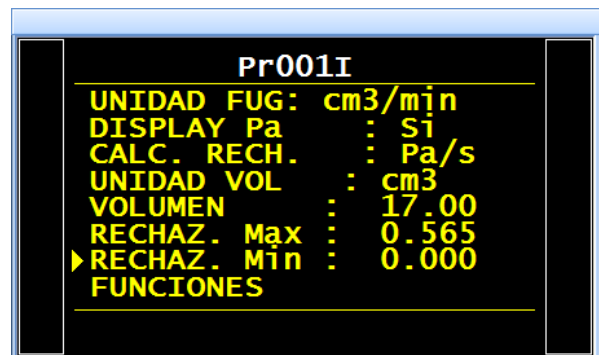 Pr001I
UNIDAD FUG: cm3/min
DISPLAY Pa : Si
CALC. RECH. : Pa/s
UNIDAD VOL : cm3
VOLUMEN : 17.00
RECHAZ. Max : 0.565
RECHAZ. Min : 0.000
FUNCIONES